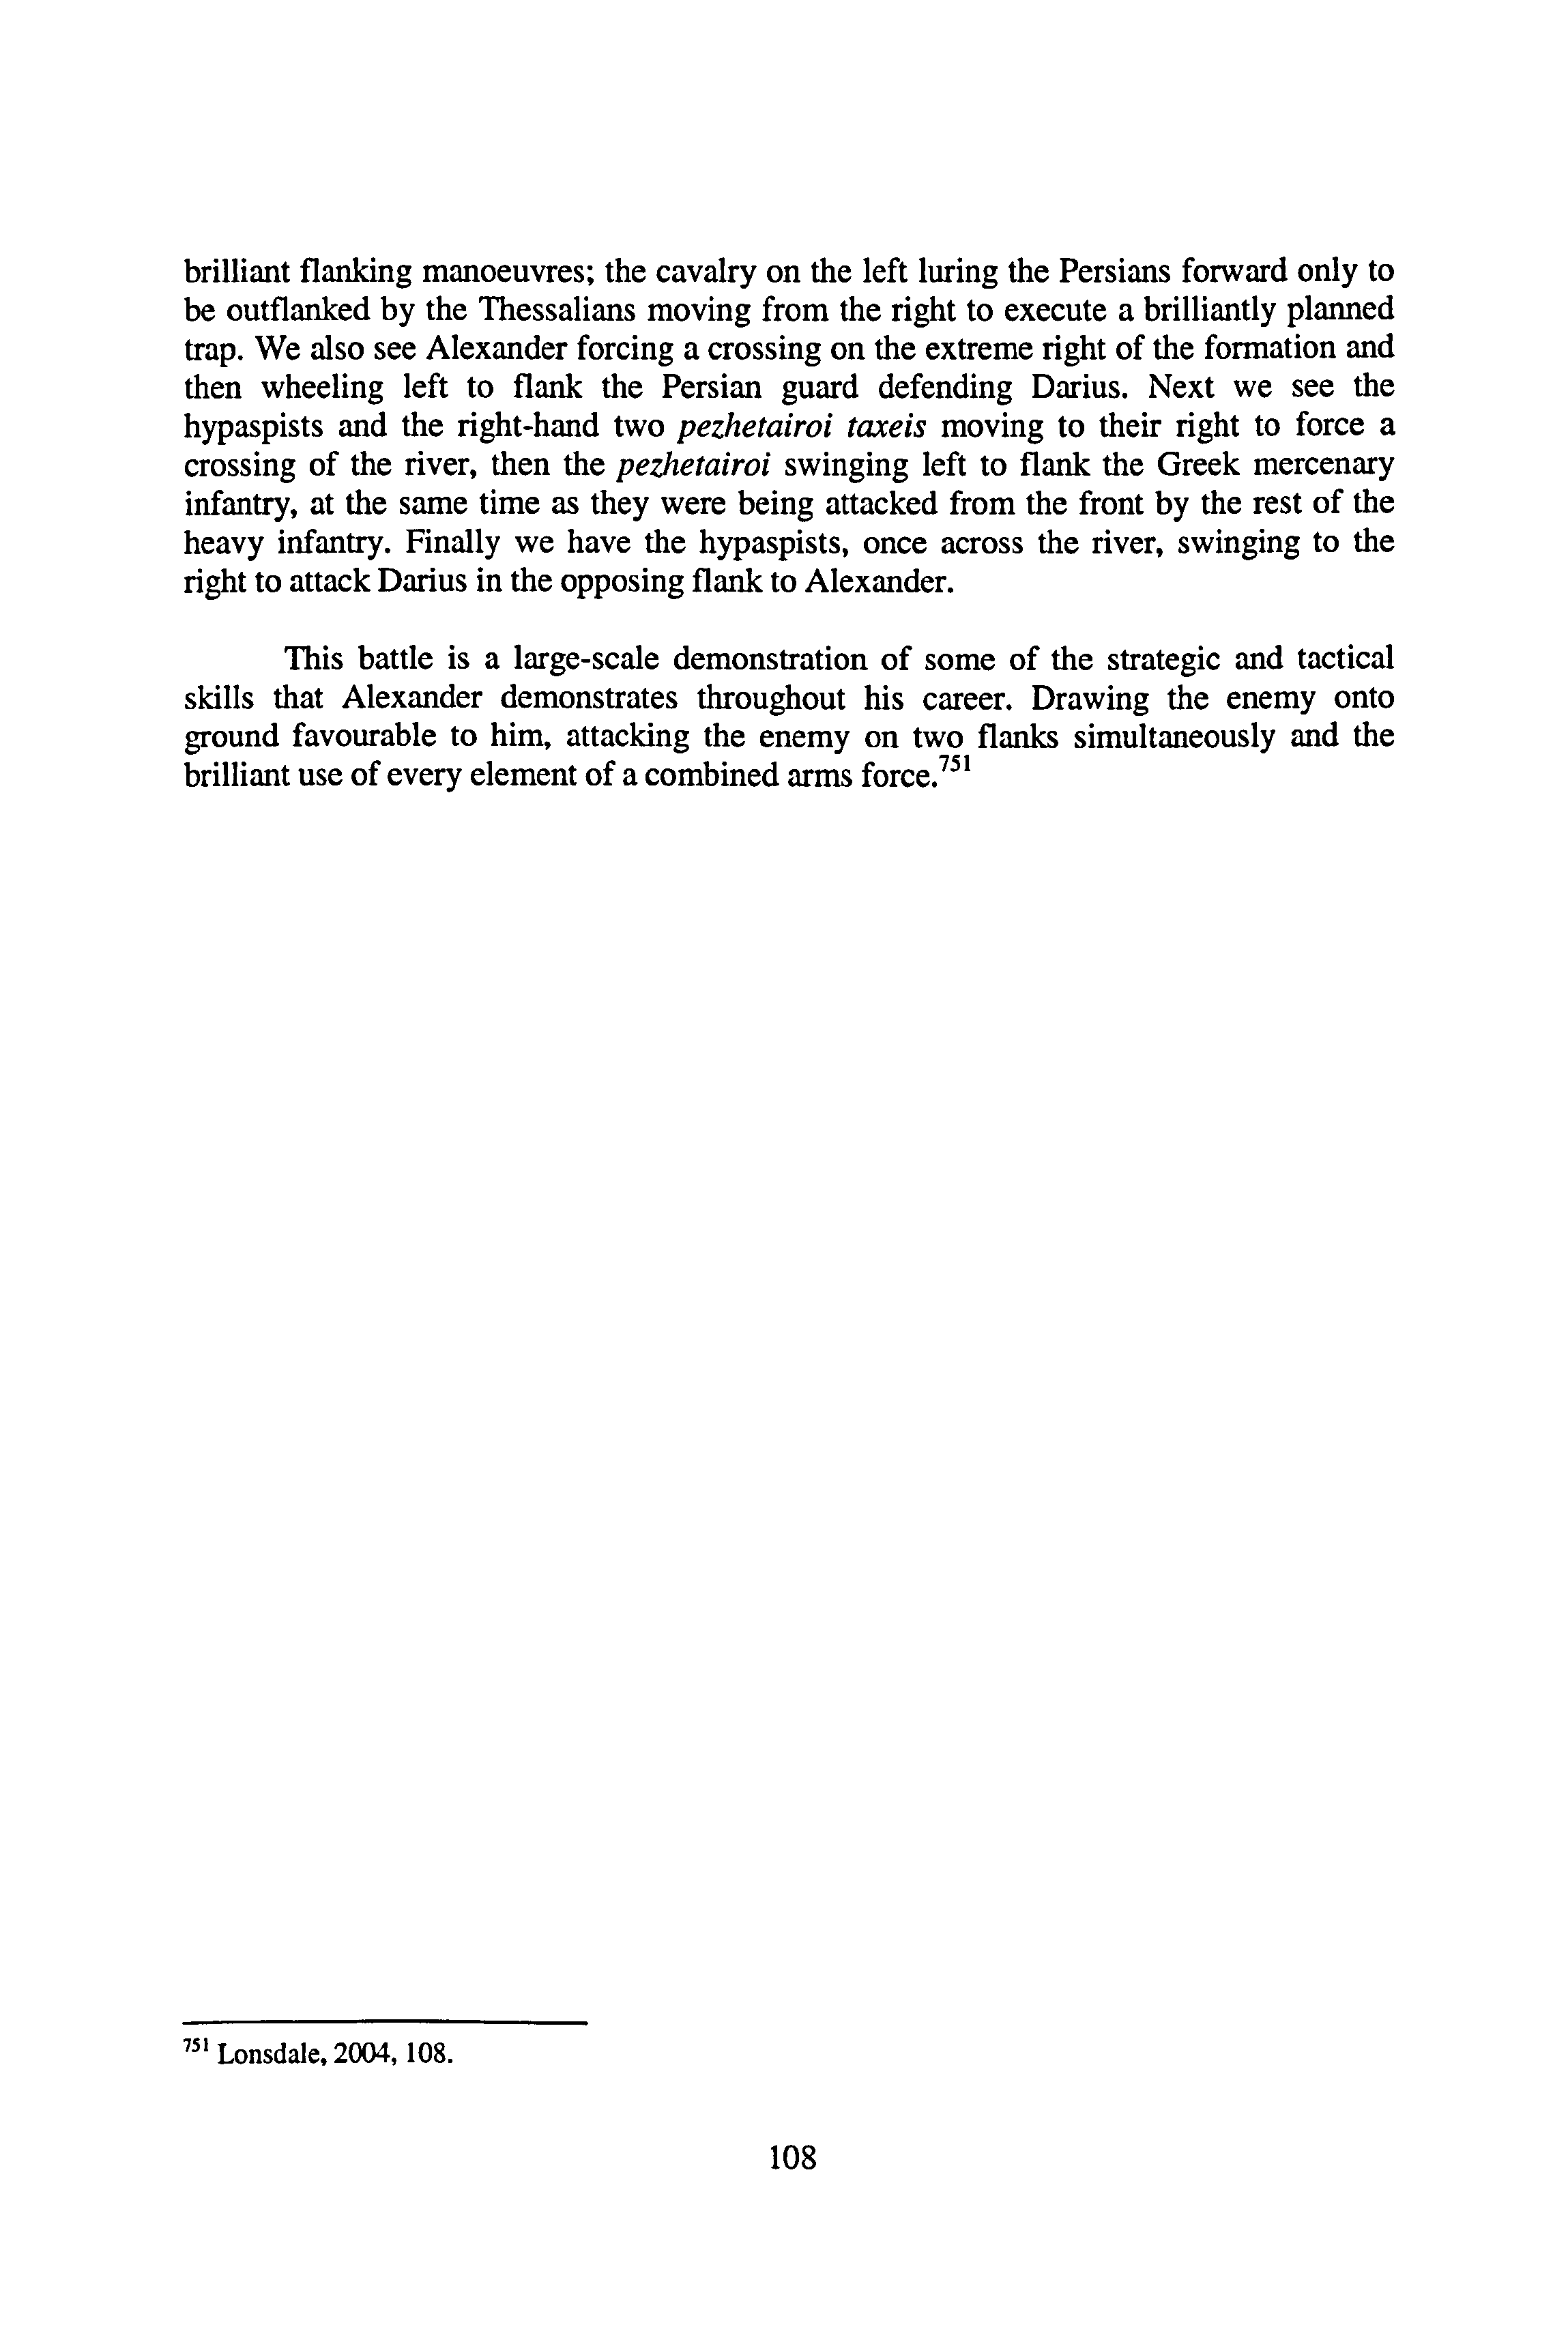 brilliant flanking manoeuvres; the cavalry on the left luring the Persians forward only to
be outflanked by the Thessalians moving from the right to execute a brilliantly planned
trap. We also see Alexander forcing a crossing on the extreme right of the formation and
then wheeling left to flank the Persian guard defending Darius. Next we see the
hypaspists and the right-hand two pezhetairoi taxeis moving to their right to force a
crossing of the river, then the pezhetairoi swinging left to flank the Greek mercenary
infantry, at the same time as they were being attacked from the front by the rest of the
heavy infantry. Finally we have the hypaspists, once across the river, swinging to the
right to attack Darius in the opposing flank to Alexander.
This battle is a large-scale demonstration of some of the strategic and tactical
skills that Alexander demonstrates throughout his career. Drawing the enemy onto
ground favourable to him, attacking the enemy on two flanks simultaneously and the
brilliant use of every element of a combined arms force.751
751 Lonsdale, 2004, 108.
108